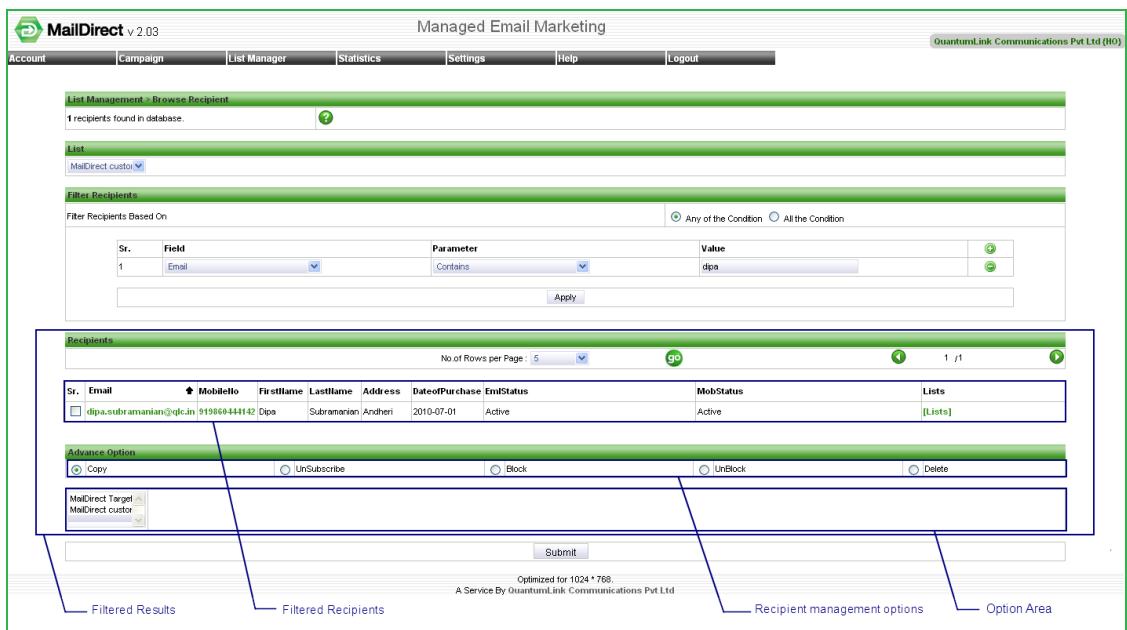 MailDirect v 2.03
Managed Email Marketing
QuantumLink Communications Pvt Ltd (HO)
Account Campaign List Manager Statistics Settings Help Logout
List Management > Browse Recipient
1 recipients found in database. ?
List
MailDirect custor
Filter Recipients
Filter Recipients Based On Any of the Condition All the Condition
Sr. Field Parameter Value
1 Email Contains dipa
Apply
Recipients
No.of Rows per Page : 5 go 1 /1
Sr. Email MobileNo FirstName LastName Address DateofPurchase EmlStatus MobStatus Lists
dipa.subramanian@qlc.in 919860444142 Dipa Subramanian Andheri 2010-07-01 Active Active [Lists]
Advance Option
Copy UnSubscribe Block UnBlock Delete
MailDirect Target
MailDirect custor
Submit
Optimized for 1024 * 768.
A Service By QuantumLink Communications Pvt Ltd
Filtered Results Filtered Recipients Recipient management options Option Area